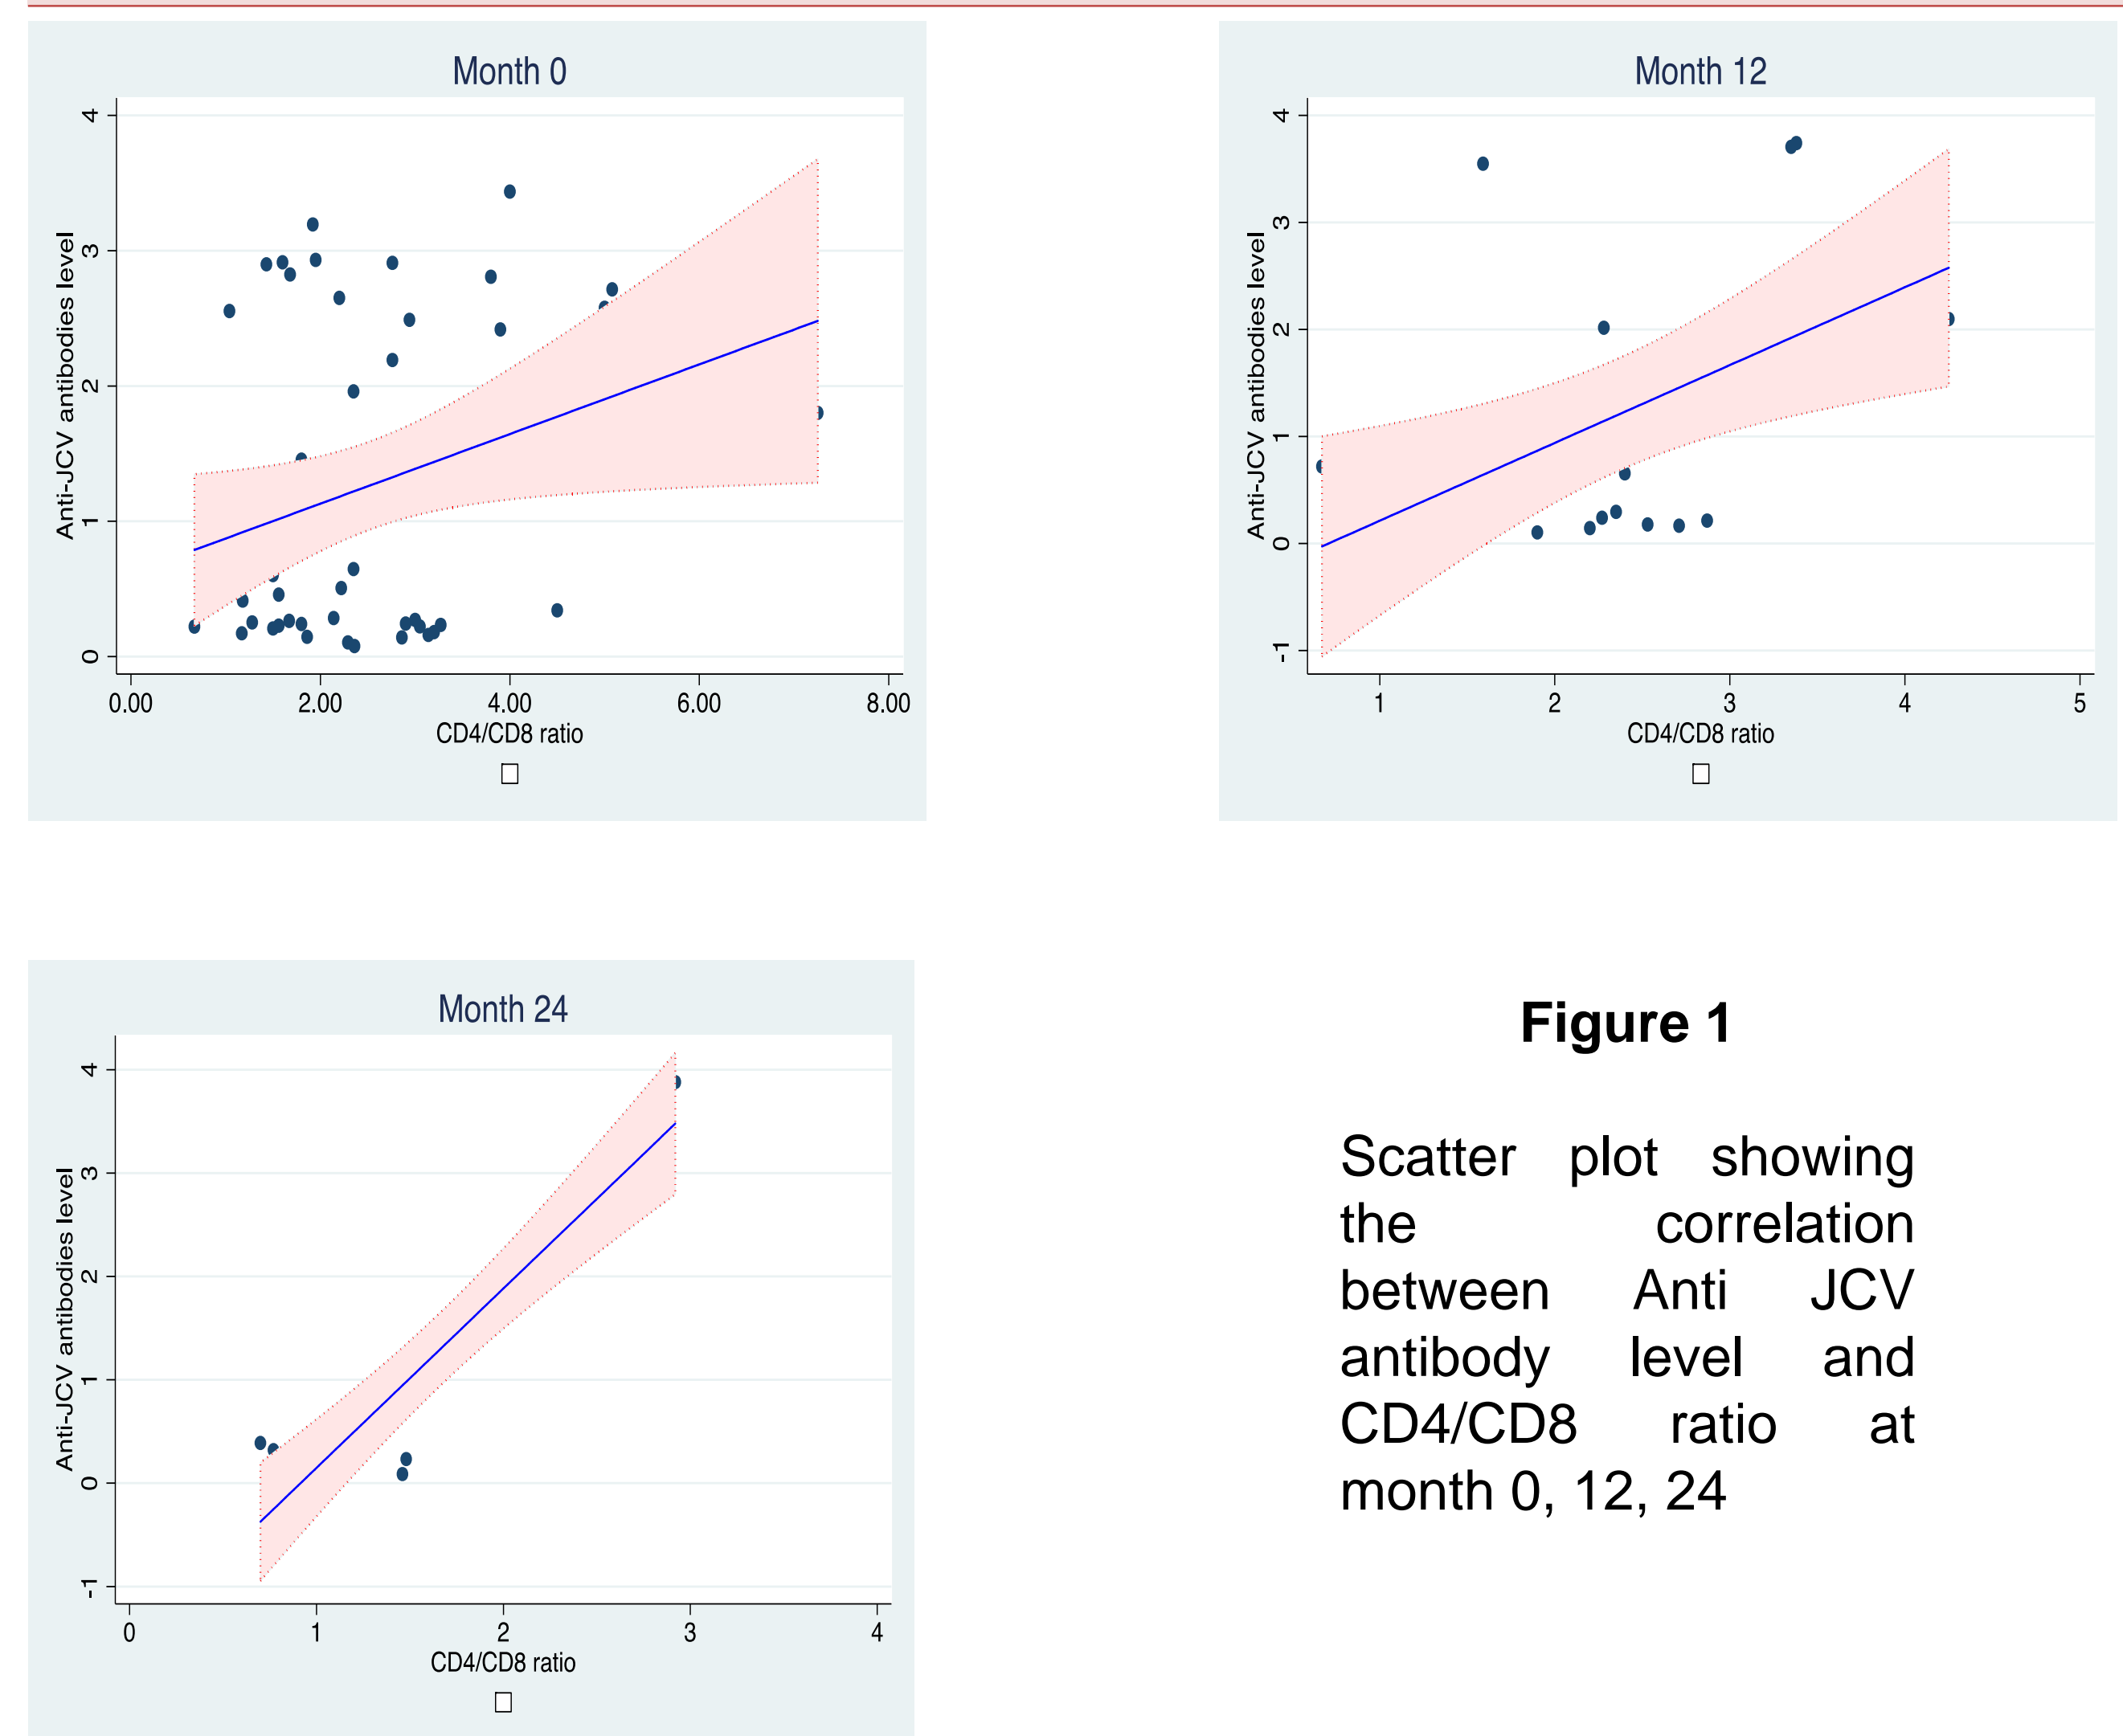 Month 0
Anti-JCV antibodies level
4
3
2
1
0
0.00 2.00 4.00 6.00 8.00
CD4/CD8 ratio
Month 12
Anti-JCV antibodies level
4
3
2
1
0
-1
1 2 3 4 5
CD4/CD8 ratio
Month 24
Anti-JCV antibodies level
4
3
2
1
0
-1
0 1 2 3 4
CD4/CD8 ratio
Figure 1
Scatter plot showing
the correlation
between Anti JCV
antibody level and
CD4/CD8 ratio at
month 0, 12, 24